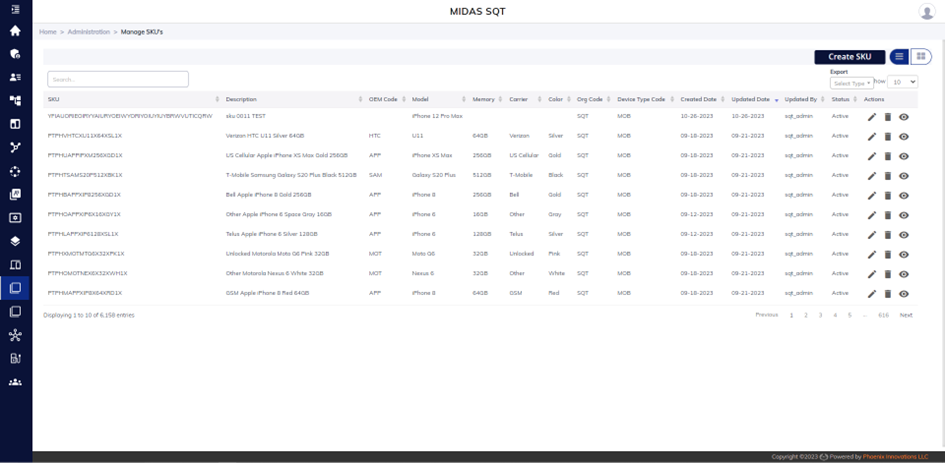 MIDAS SQT
Home > Administration > Manage SKU's
Create SKU
Export
Search...
Select Type
how 10
SKU Description OEM Code Model Memory Carrier Color Org Code Device Type Code Created Date Updated Date Updated By Status Actions
sku 0011 TEST iPhone 12 Pro Max SQT MOB 10-26-2023 10-26-2023 sqt_admin Active
PTPHVHTCXU11X64XSL1X Verizon HTC U11 Silver 64GB HTC U11 64GB Verizon Silver SQT MOB 09-18-2023 09-21-2023 sqt_admin Active
PTPHUAPPIPXM256XGD1X US Cellular Apple iPhone XS Max Gold 256GB APP iPhone XS Max 256GB US Cellular Gold SQT MOB 09-18-2023 09-21-2023 sqt_admin Active
PTPHTSAMS20P512XBK1X T-Mobile Samsung Galaxy S20 Plus Black 512GB SAM Galaxy S20 Plus 512GB T-Mobile Black SQT MOB 09-18-2023 09-21-2023 sqt_admin Active
PTPHBAPPXIP8256XGD1X Bell Apple iPhone 8 Gold 256GB APP iPhone 8 256GB Bell Gold SQT MOB 09-18-2023 09-21-2023 sqt_admin Active
PTPHOAPPXIP6X16XGY1X Other Apple iPhone 6 Space Gray 16GB APP iPhone 6 16GB Other Gray SQT MOB 09-12-2023 09-21-2023 sqt_admin Active
PTPHLAPPXIP6128XSL1X Telus Apple iPhone 6 Silver 128GB APP iPhone 6 128GB Telus Silver SQT MOB 09-12-2023 09-21-2023 sqt_admin Active
PTPHXMOTMTG6X32XPK1X Unlocked Motorola Moto G6 Pink 32GB MOT Moto G6 32GB Unlocked Pink SQT MOB 09-18-2023 09-21-2023 sqt_admin Active
PTPHOMOTNEX6X32XWH1X Other Motorola Nexus 6 White 32GB MOT Nexus 6 32GB Other White SQT MOB 09-18-2023 09-21-2023 sqt_admin Active
PTPHMAPPXIP8X64XRD1X GSM Apple iPhone 8 Red 64GB APP iPhone 8 64GB GSM Red SQT MOB 09-18-2023 09-21-2023 sqt_admin Active
Displaying 1 to 10 of 6,158 entries Previous 1 2 3 4 5 ... 616 Next
Copyright ©2023 Powered by Phoenix Innovations LLC